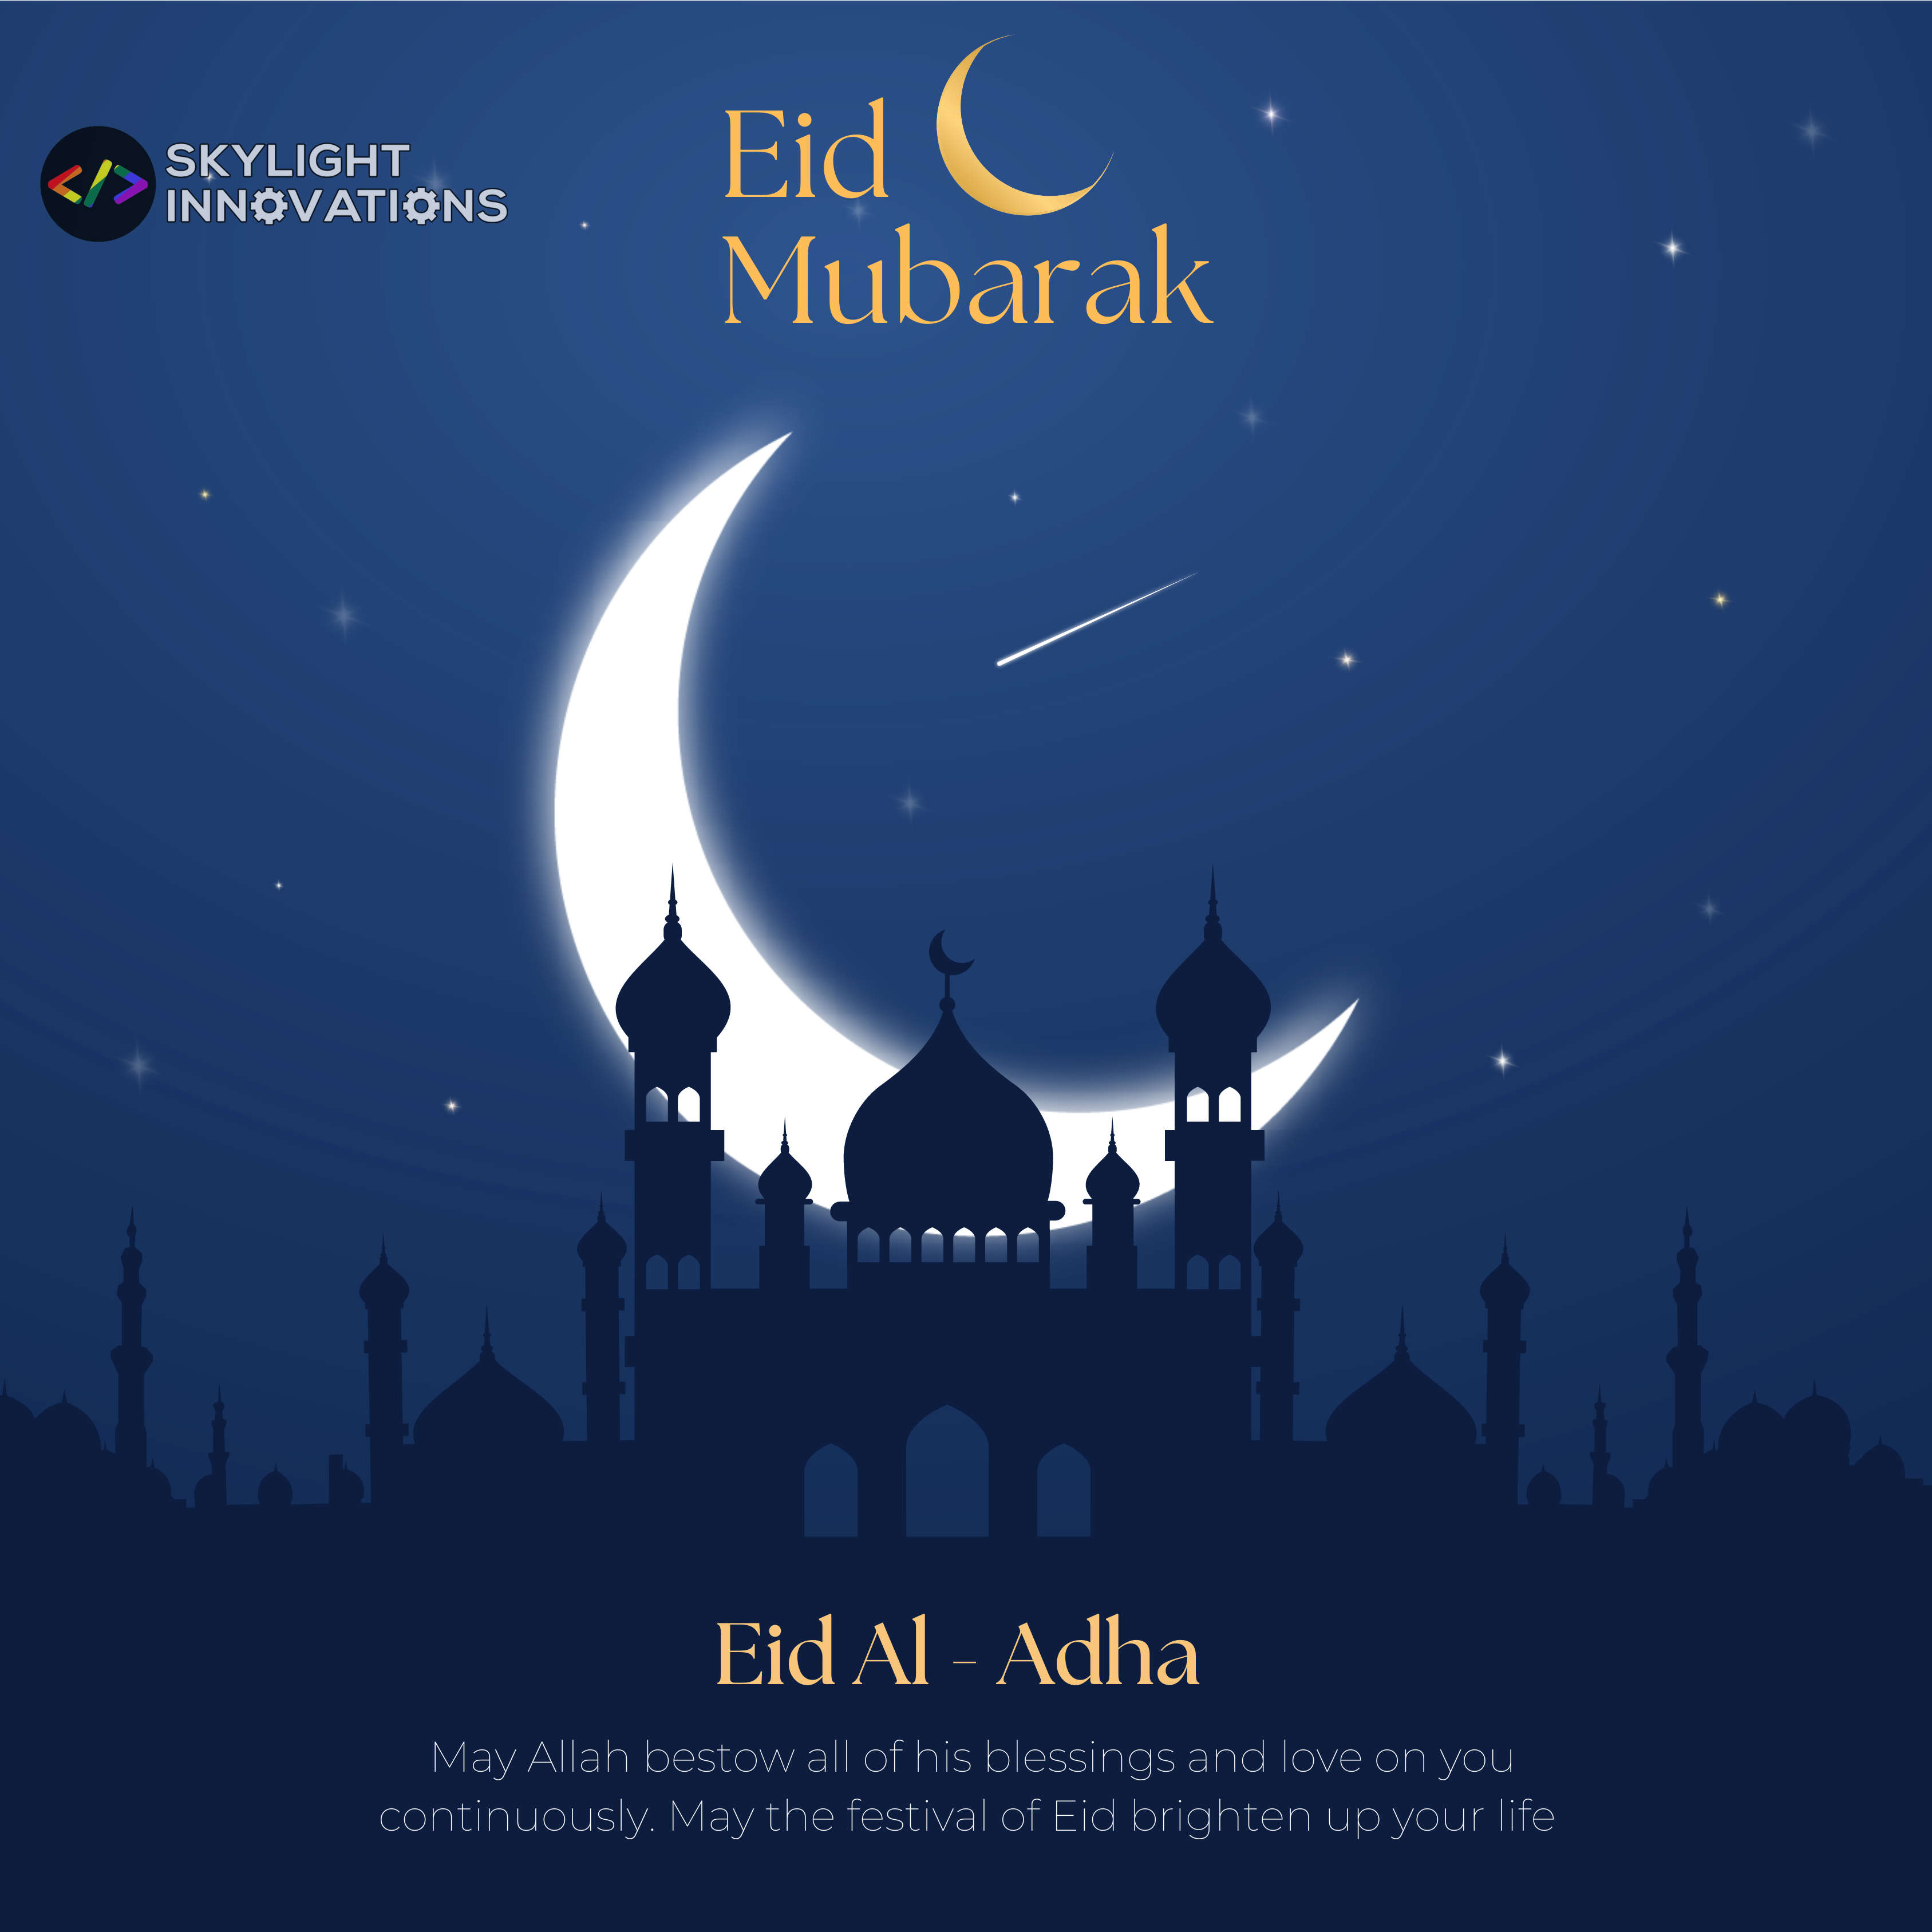 SKYLIGHT
INNOVATIONS
Eid
Mubarak
Eid Al - Adha
May Allah bestow all of his blessings and love on you
continuously. May the festival of Eid brighten up your life